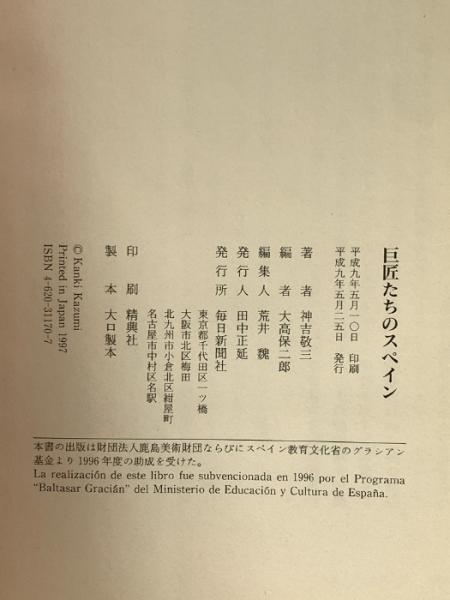 巨匠たちのスペイン
平成九年五月一〇日 印刷
平成九年五月二五日 発行
著者 神吉敬三
編者 大髙保二郎
編集人 荒井魏
発行人 田中正延
発行所 毎日新聞社
東京都千代田区一ツ橋
大阪市北区梅田
北九州市小倉北区紺屋町
名古屋市中村区名駅
印刷 精興社
製本 大口製本
© Kanki Kazumi
Printed in Japan 1997
ISBN 4-620-31170-7
本書の出版は財団法人鹿島美術財団ならびにスペイン教育文化省のグラシアン
基金より1996年度の助成を受けた。
La realización de este libro fue subvencionada en 1996 por el Programa
“Baltasar Gracián” del Ministerio de Educación y Cultura de España.